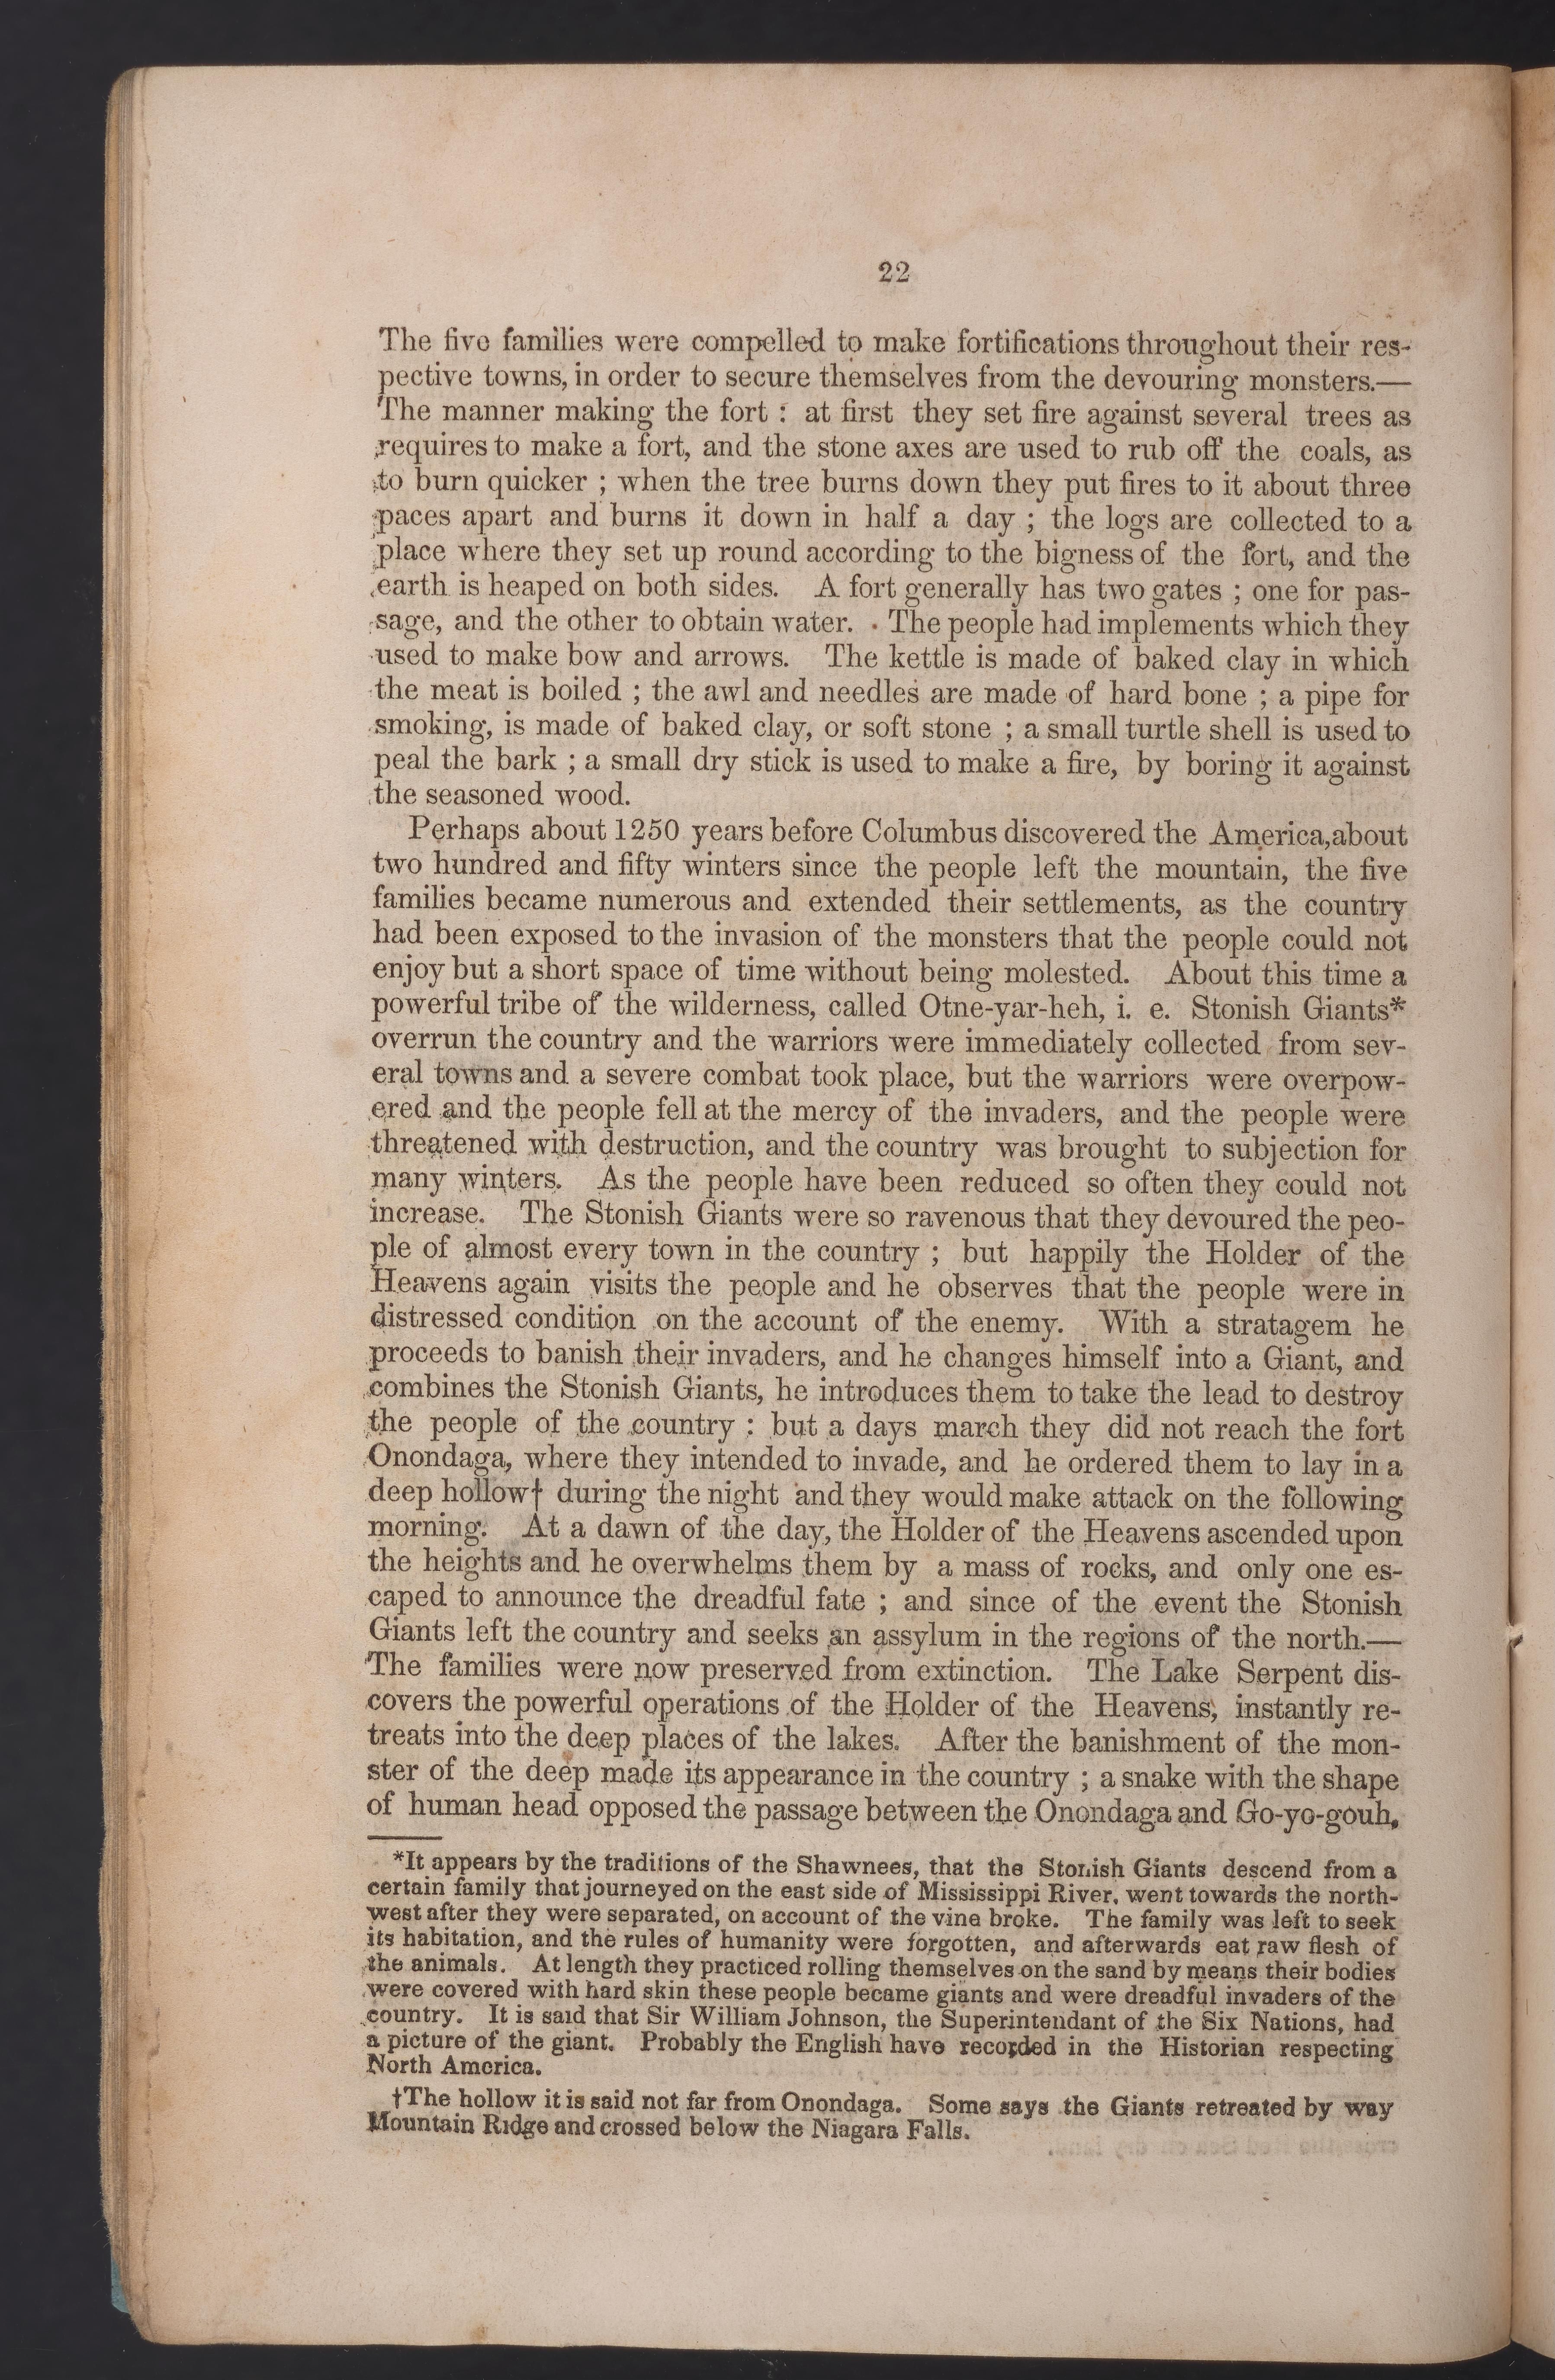 22
The five families were compelled to make fortifications throughout their res-
pective towns, in order to secure themselves from the devouring monsters.—
The manner making the fort : at first they set fire against several trees as
requires to make a fort, and the stone axes are used to rub off the coals, as
to burn quicker ; when the tree burns down they put fires to it about three
paces apart and burns it down in half a day ; the logs are collected to a
place where they set up round according to the bigness of the fort, and the
earth is heaped on both sides. A fort generally has two gates ; one for pas-
sage, and the other to obtain water. The people had implements which they
used to make bow and arrows. The kettle is made of baked clay in which
the meat is boiled ; the awl and needles are made of hard bone ; a pipe for
smoking, is made of baked clay, or soft stone ; a small turtle shell is used to
peal the bark ; a small dry stick is used to make a fire, by boring it against
the seasoned wood.
Perhaps about 1250 years before Columbus discovered the America,about
two hundred and fifty winters since the people left the mountain, the five
families became numerous and extended their settlements, as the country
had been exposed to the invasion of the monsters that the people could not
enjoy but a short space of time without being molested. About this time a
powerful tribe of the wilderness, called Otne-yar-heh, i. e. Stonish Giants*
overrun the country and the warriors were immediately collected from sev-
eral towns and a severe combat took place, but the warriors were overpow-
ered and the people fell at the mercy of the invaders, and the people were
threatened with destruction, and the country was brought to subjection for
many winters. As the people have been reduced so often they could not
increase. The Stonish Giants were so ravenous that they devoured the peo-
ple of almost every town in the country ; but happily the Holder of the
Heavens again visits the people and he observes that the people were in
distressed condition on the account of the enemy. With a stratagem he
proceeds to banish their invaders, and he changes himself into a Giant, and
combines the Stonish Giants, he introduces them to take the lead to destroy
the people of the country : but a days march they did not reach the fort
Onondaga, where they intended to invade, and he ordered them to lay in a
deep hollow† during the night and they would make attack on the following
morning. At a dawn of the day, the Holder of the Heavens ascended upon
the heights and he overwhelms them by a mass of rocks, and only one es-
caped to announce the dreadful fate ; and since of the event the Stonish
Giants left the country and seeks an assylum in the regions of the north.—
The families were now preserved from extinction. The Lake Serpent dis-
covers the powerful operations of the Holder of the Heavens, instantly re-
treats into the deep places of the lakes. After the banishment of the mon-
ster of the deep made its appearance in the country ; a snake with the shape
of human head opposed the passage between the Onondaga and Go-yo-gouh,
*It appears by the traditions of the Shawnees, that the Stonish Giants descend from a
certain family that journeyed on the east side of Mississippi River, went towards the north-
west after they were separated, on account of the vine broke. The family was left to seek
its habitation, and the rules of humanity were forgotten, and afterwards eat raw flesh of
the animals. At length they practiced rolling themselves on the sand by means their bodies
were covered with hard skin these people became giants and were dreadful invaders of the
country. It is said that Sir William Johnson, the Superintendant of the Six Nations, had
a picture of the giant. Probably the English have recorded in the Historian respecting
North America.
†The hollow it is said not far from Onondaga. Some says the Giants retreated by way
Mountain Ridge and crossed below the Niagara Falls.